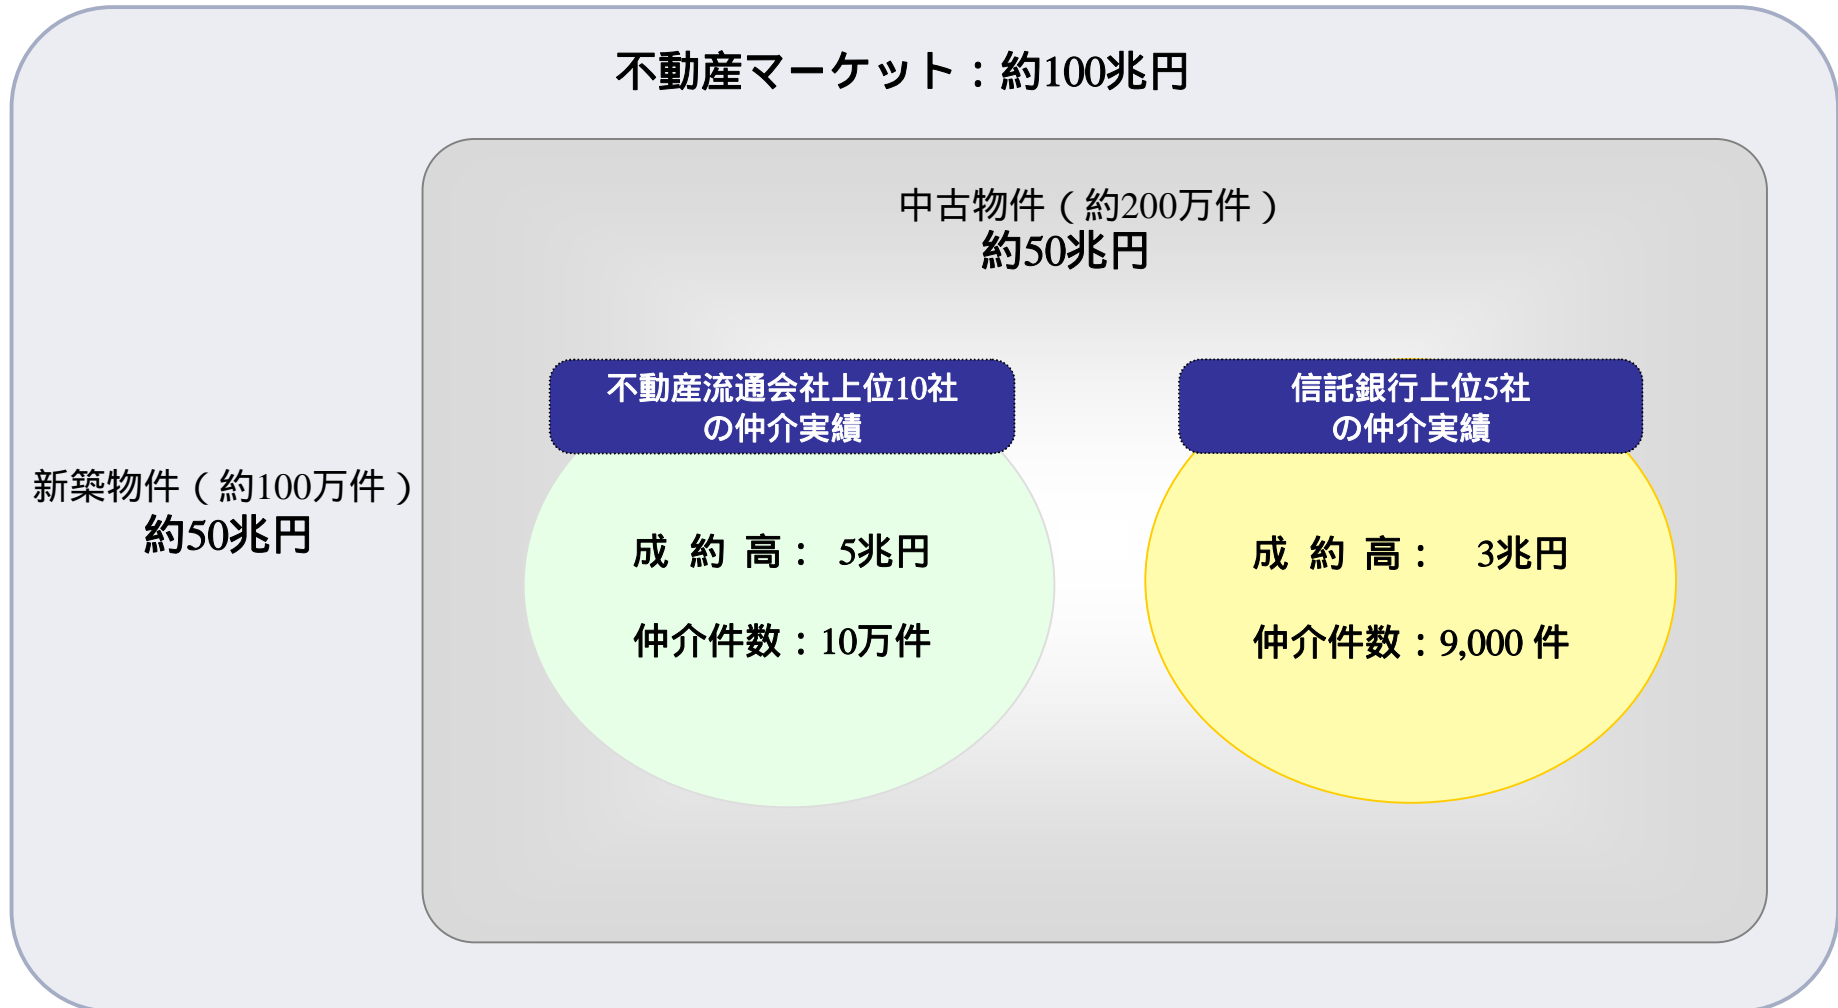 不動産マーケット：約100兆円
中古物件（約200万件）
約50兆円
新築物件（約100万件）
約50兆円
不動産流通会社上位10社
の仲介実績
成 約 高： 5兆円
仲介件数：10万件
信託銀行上位5社
の仲介実績
成 約 高： 3兆円
仲介件数：9,000 件